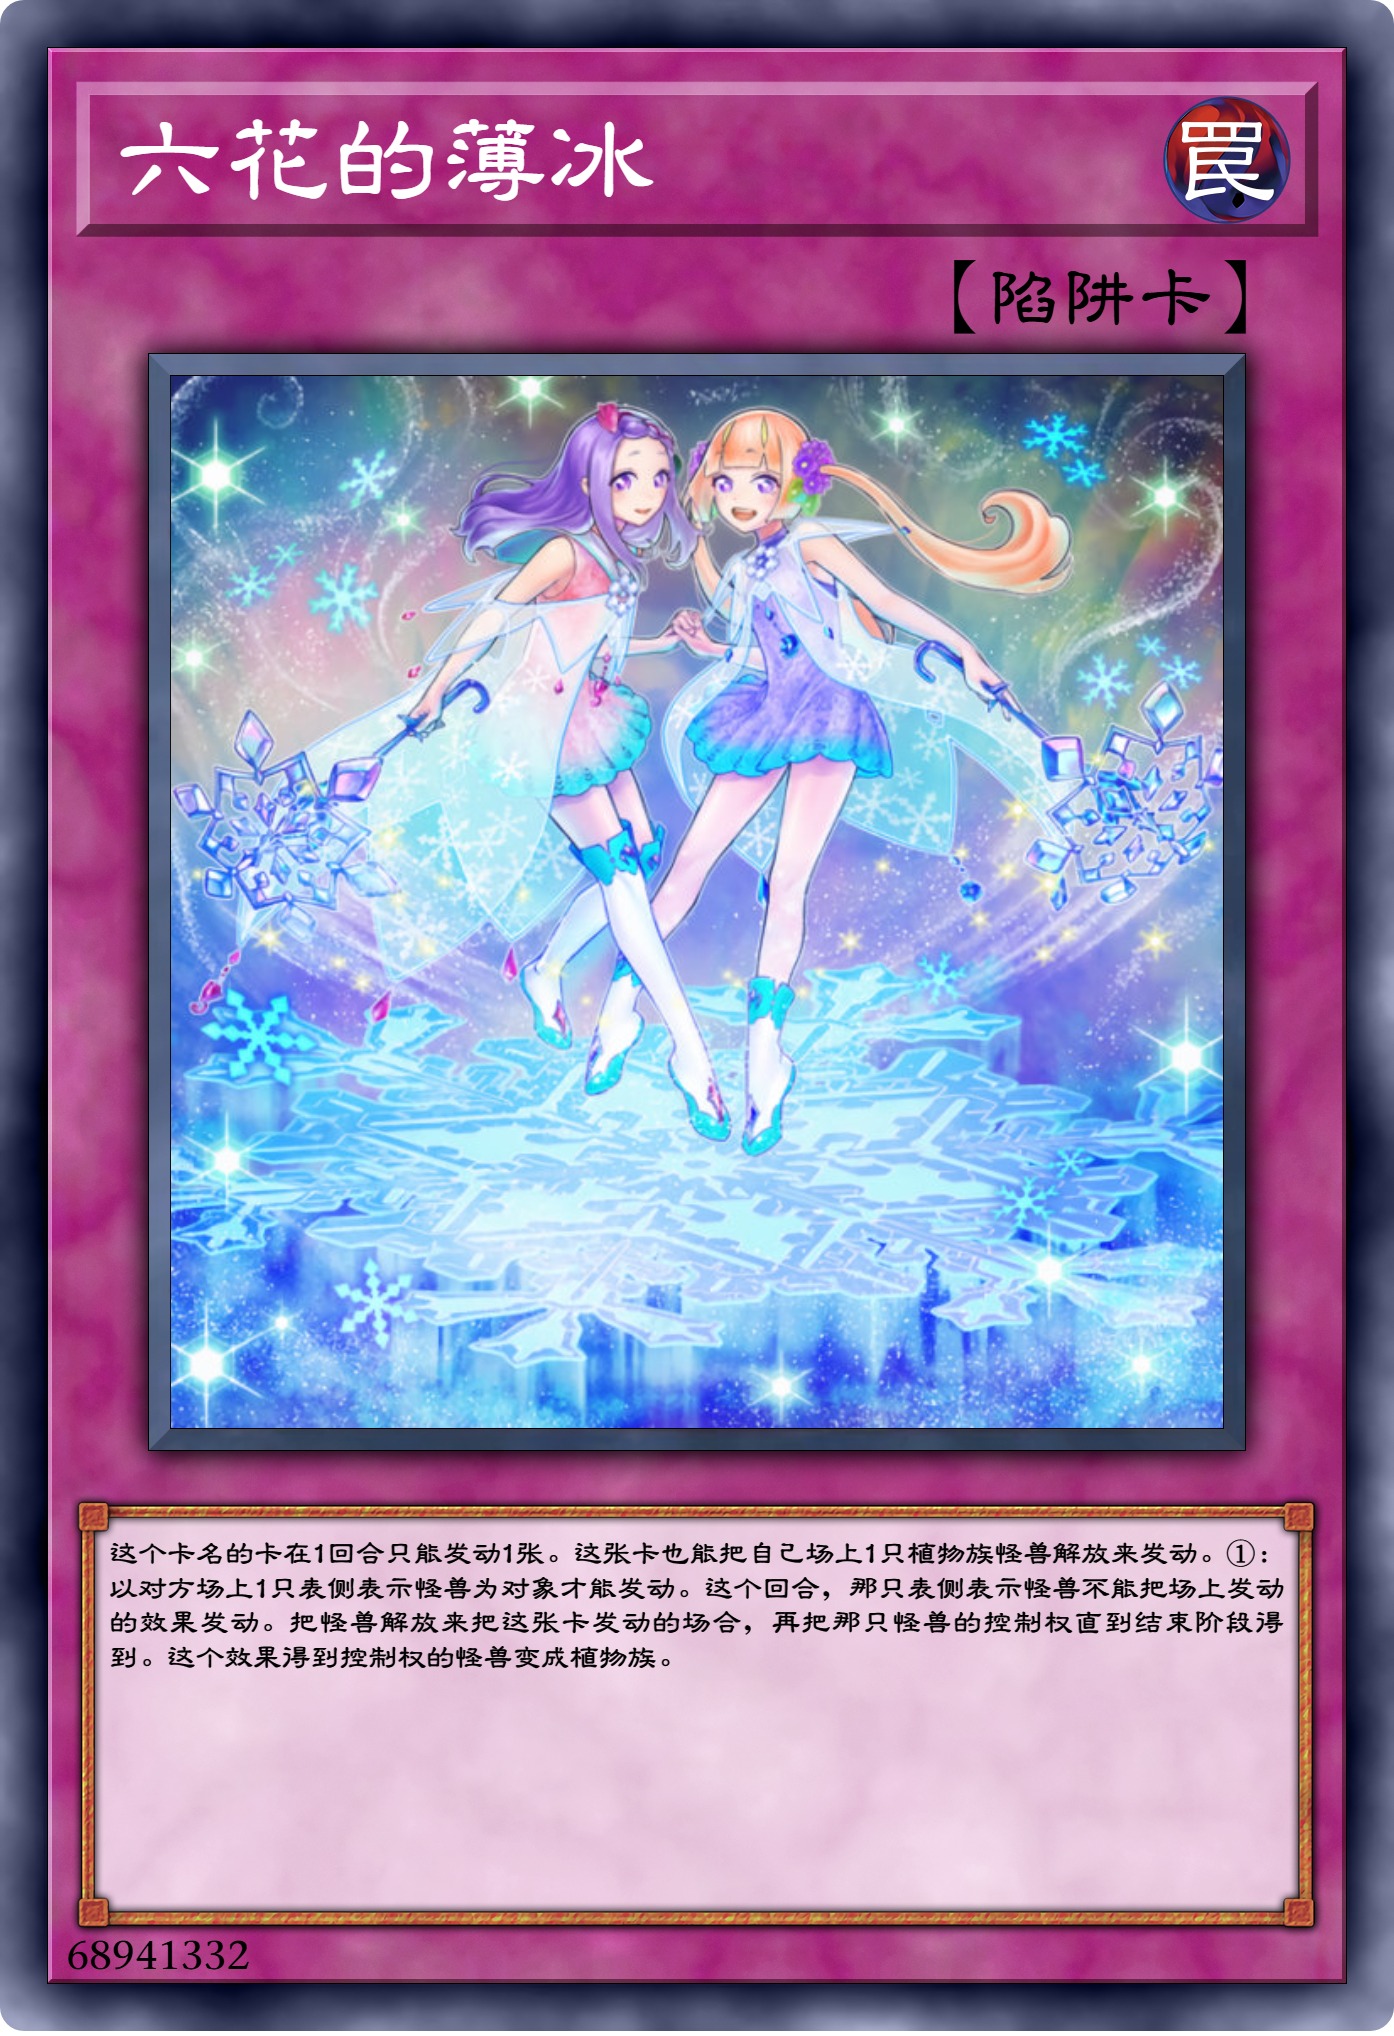 六花的薄冰
罠
【陷阱卡】
这个卡名的卡在1回合只能发动1张。这张卡也能把自己场上1只植物族怪兽解放来发动。①：
以对方场上1只表侧表示怪兽为对象才能发动。这个回合，那只表侧表示怪兽不能把场上发动
的效果发动。把怪兽解放来把这张卡发动的场合，再把那只怪兽的控制权直到结束阶段得
到。这个效果得到控制权的怪兽变成植物族。
68941332